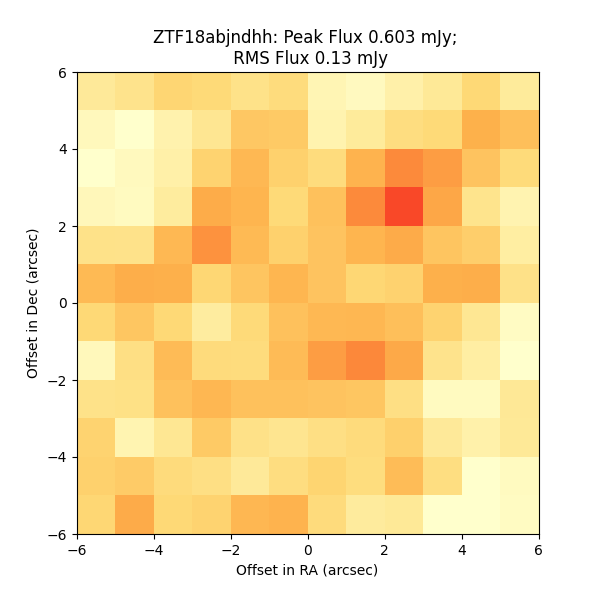 ZTF18abjndhh: Peak Flux 0.603 mJy;
RMS Flux 0.13 mJy
6
4
2
0
−2
−4
−6
Offset in Dec (arcsec)
−6 −4 −2 0 2 4 6
Offset in RA (arcsec)